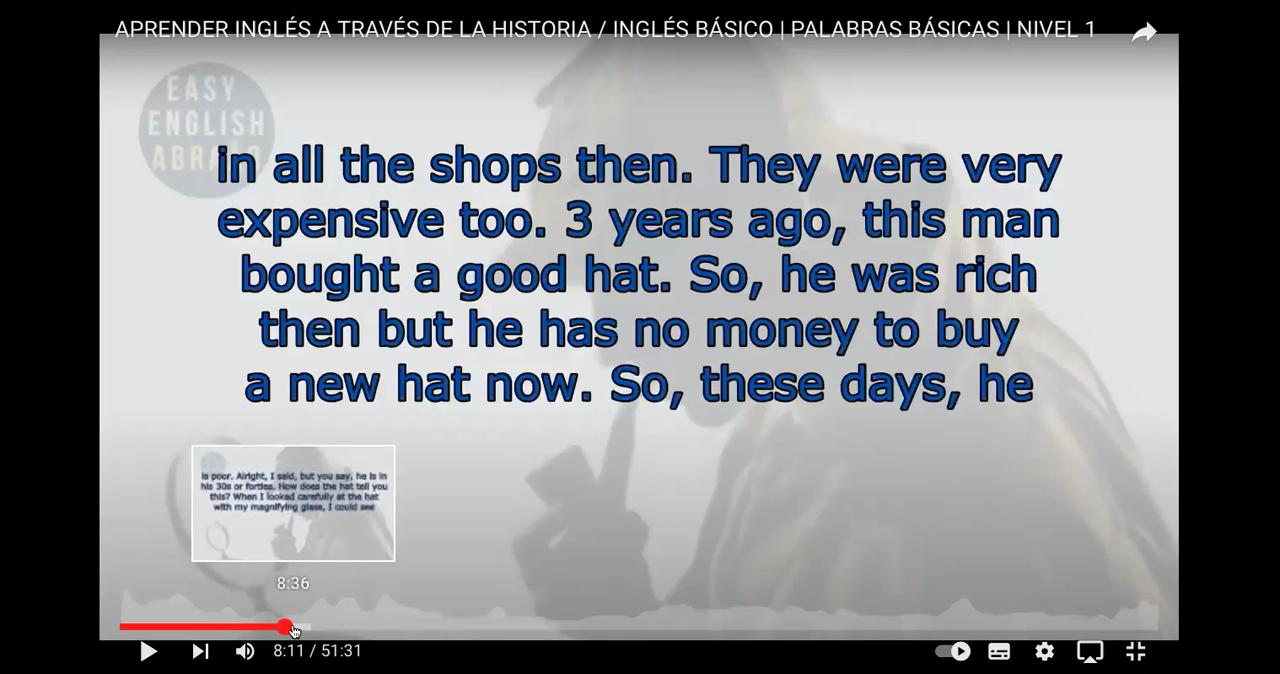 APRENDER INGLÉS A TRAVÉS DE LA HISTORIA / INGLÉS BÁSICO | PALABRAS BÁSICAS | NIVEL 1
EASY
ENGLISH
ABROAD
in all the shops then. They were very
expensive too. 3 years ago, this man
bought a good hat. So, he was rich
then but he has no money to buy
a new hat now. So, these days, he
is poor. Alright, I said, but you say, he is in
his 30s or forties. How does the hat tell you
this? When I looked carefully at the hat
with my magnifying glass, I could see
8:36
8:11 / 51:31